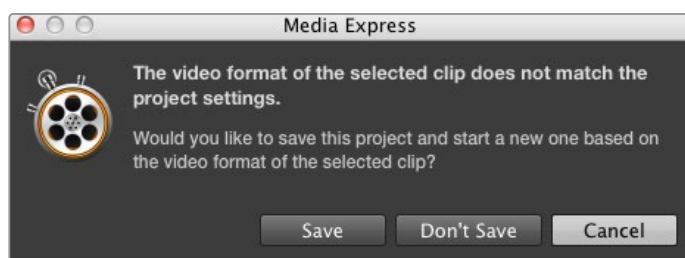 Media Express
The video format of the selected clip does not match the
project settings.
Would you like to save this project and start a new one based on
the video format of the selected clip?
Save
Don't Save
Cancel